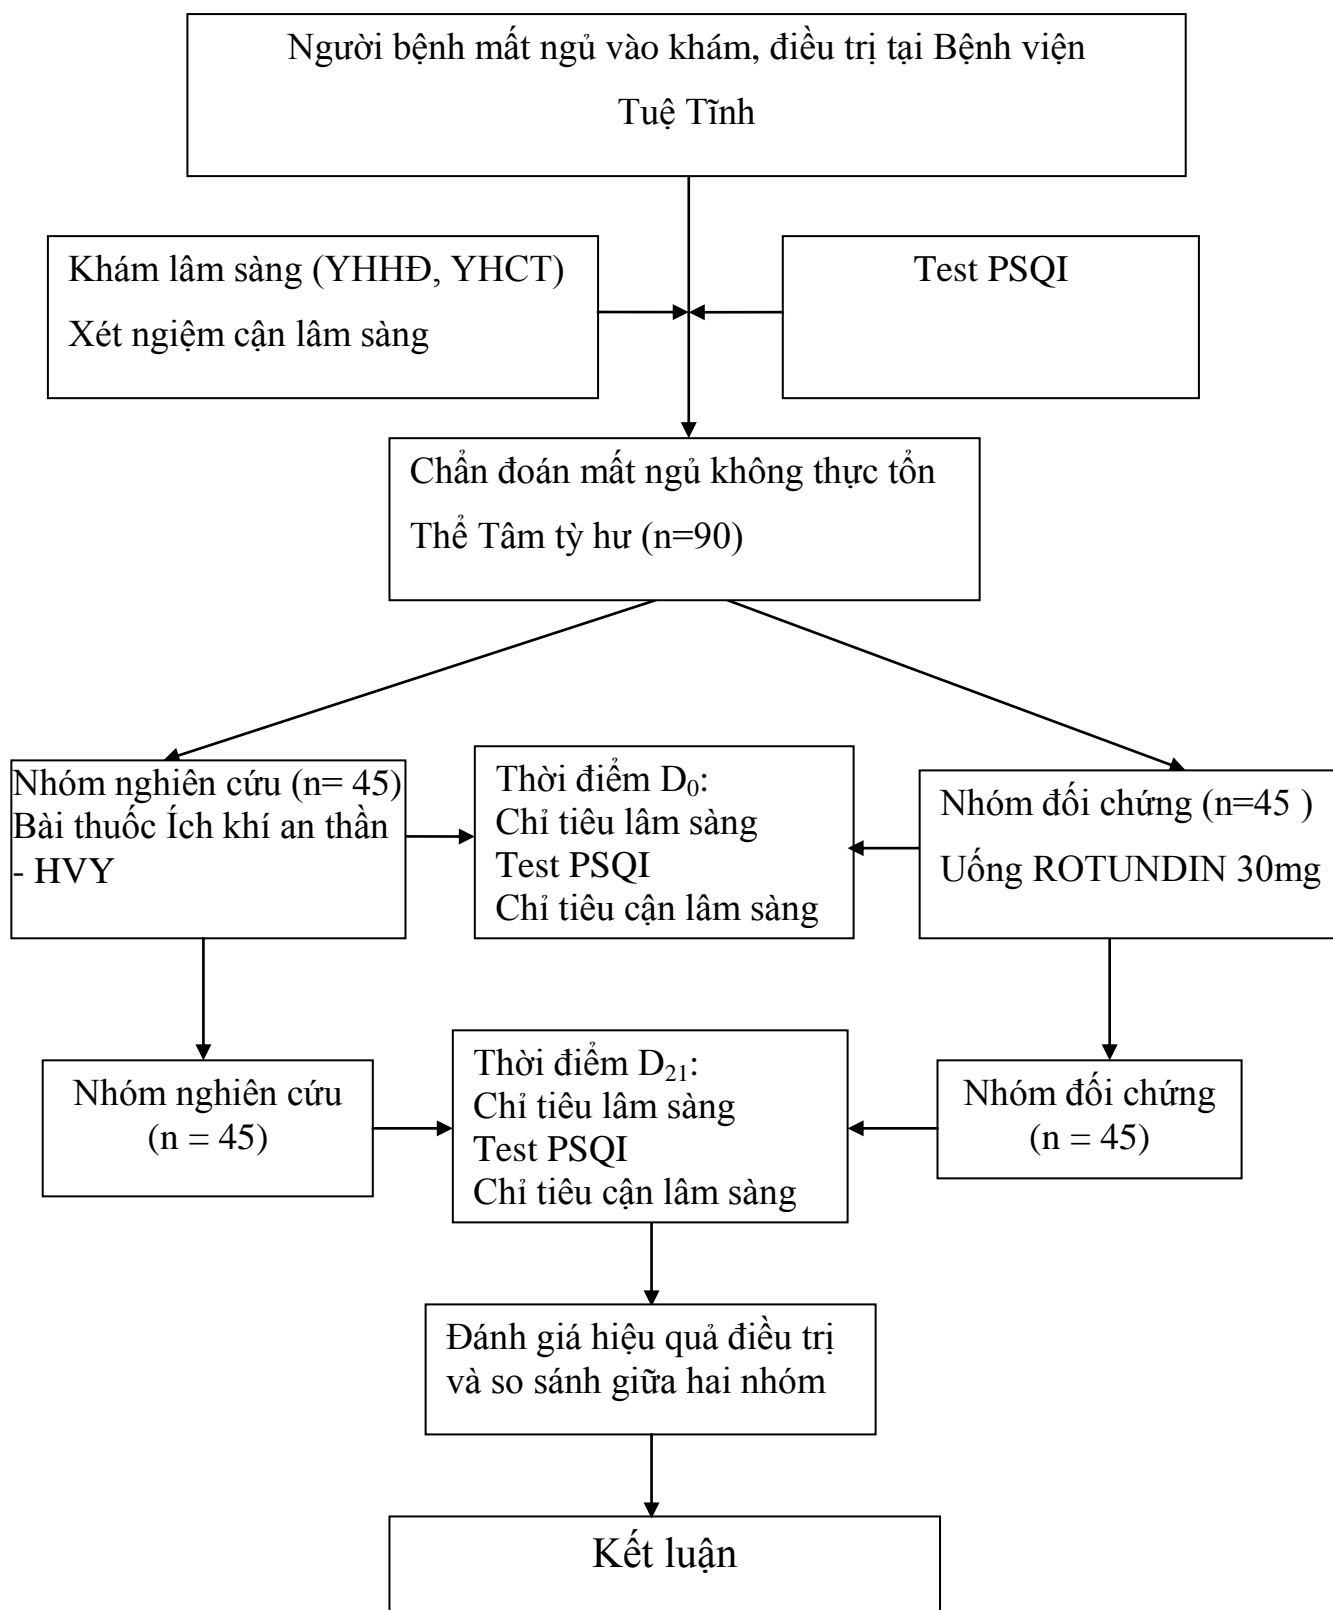 Người bệnh mất ngủ vào khám, điều trị tại Bệnh viện
Tuệ Tĩnh
Khám lâm sàng (YHHĐ, YHCT)
Xét ngiệm cận lâm sàng
Test PSQI
Chẩn đoán mất ngủ không thực tổn
Thể Tâm tỳ hư (n=90)
Nhóm nghiên cứu (n= 45)
Bài thuốc Ích khí an thần
- HVY
Thời điểm D₀:
Chỉ tiêu lâm sàng
Test PSQI
Chỉ tiêu cận lâm sàng
Nhóm đối chứng (n=45 )
Uống ROTUNDIN 30mg
Nhóm nghiên cứu
(n = 45)
Thời điểm D₂₁:
Chỉ tiêu lâm sàng
Test PSQI
Chỉ tiêu cận lâm sàng
Nhóm đối chứng
(n = 45)
Đánh giá hiệu quả điều trị
và so sánh giữa hai nhóm
Kết luận